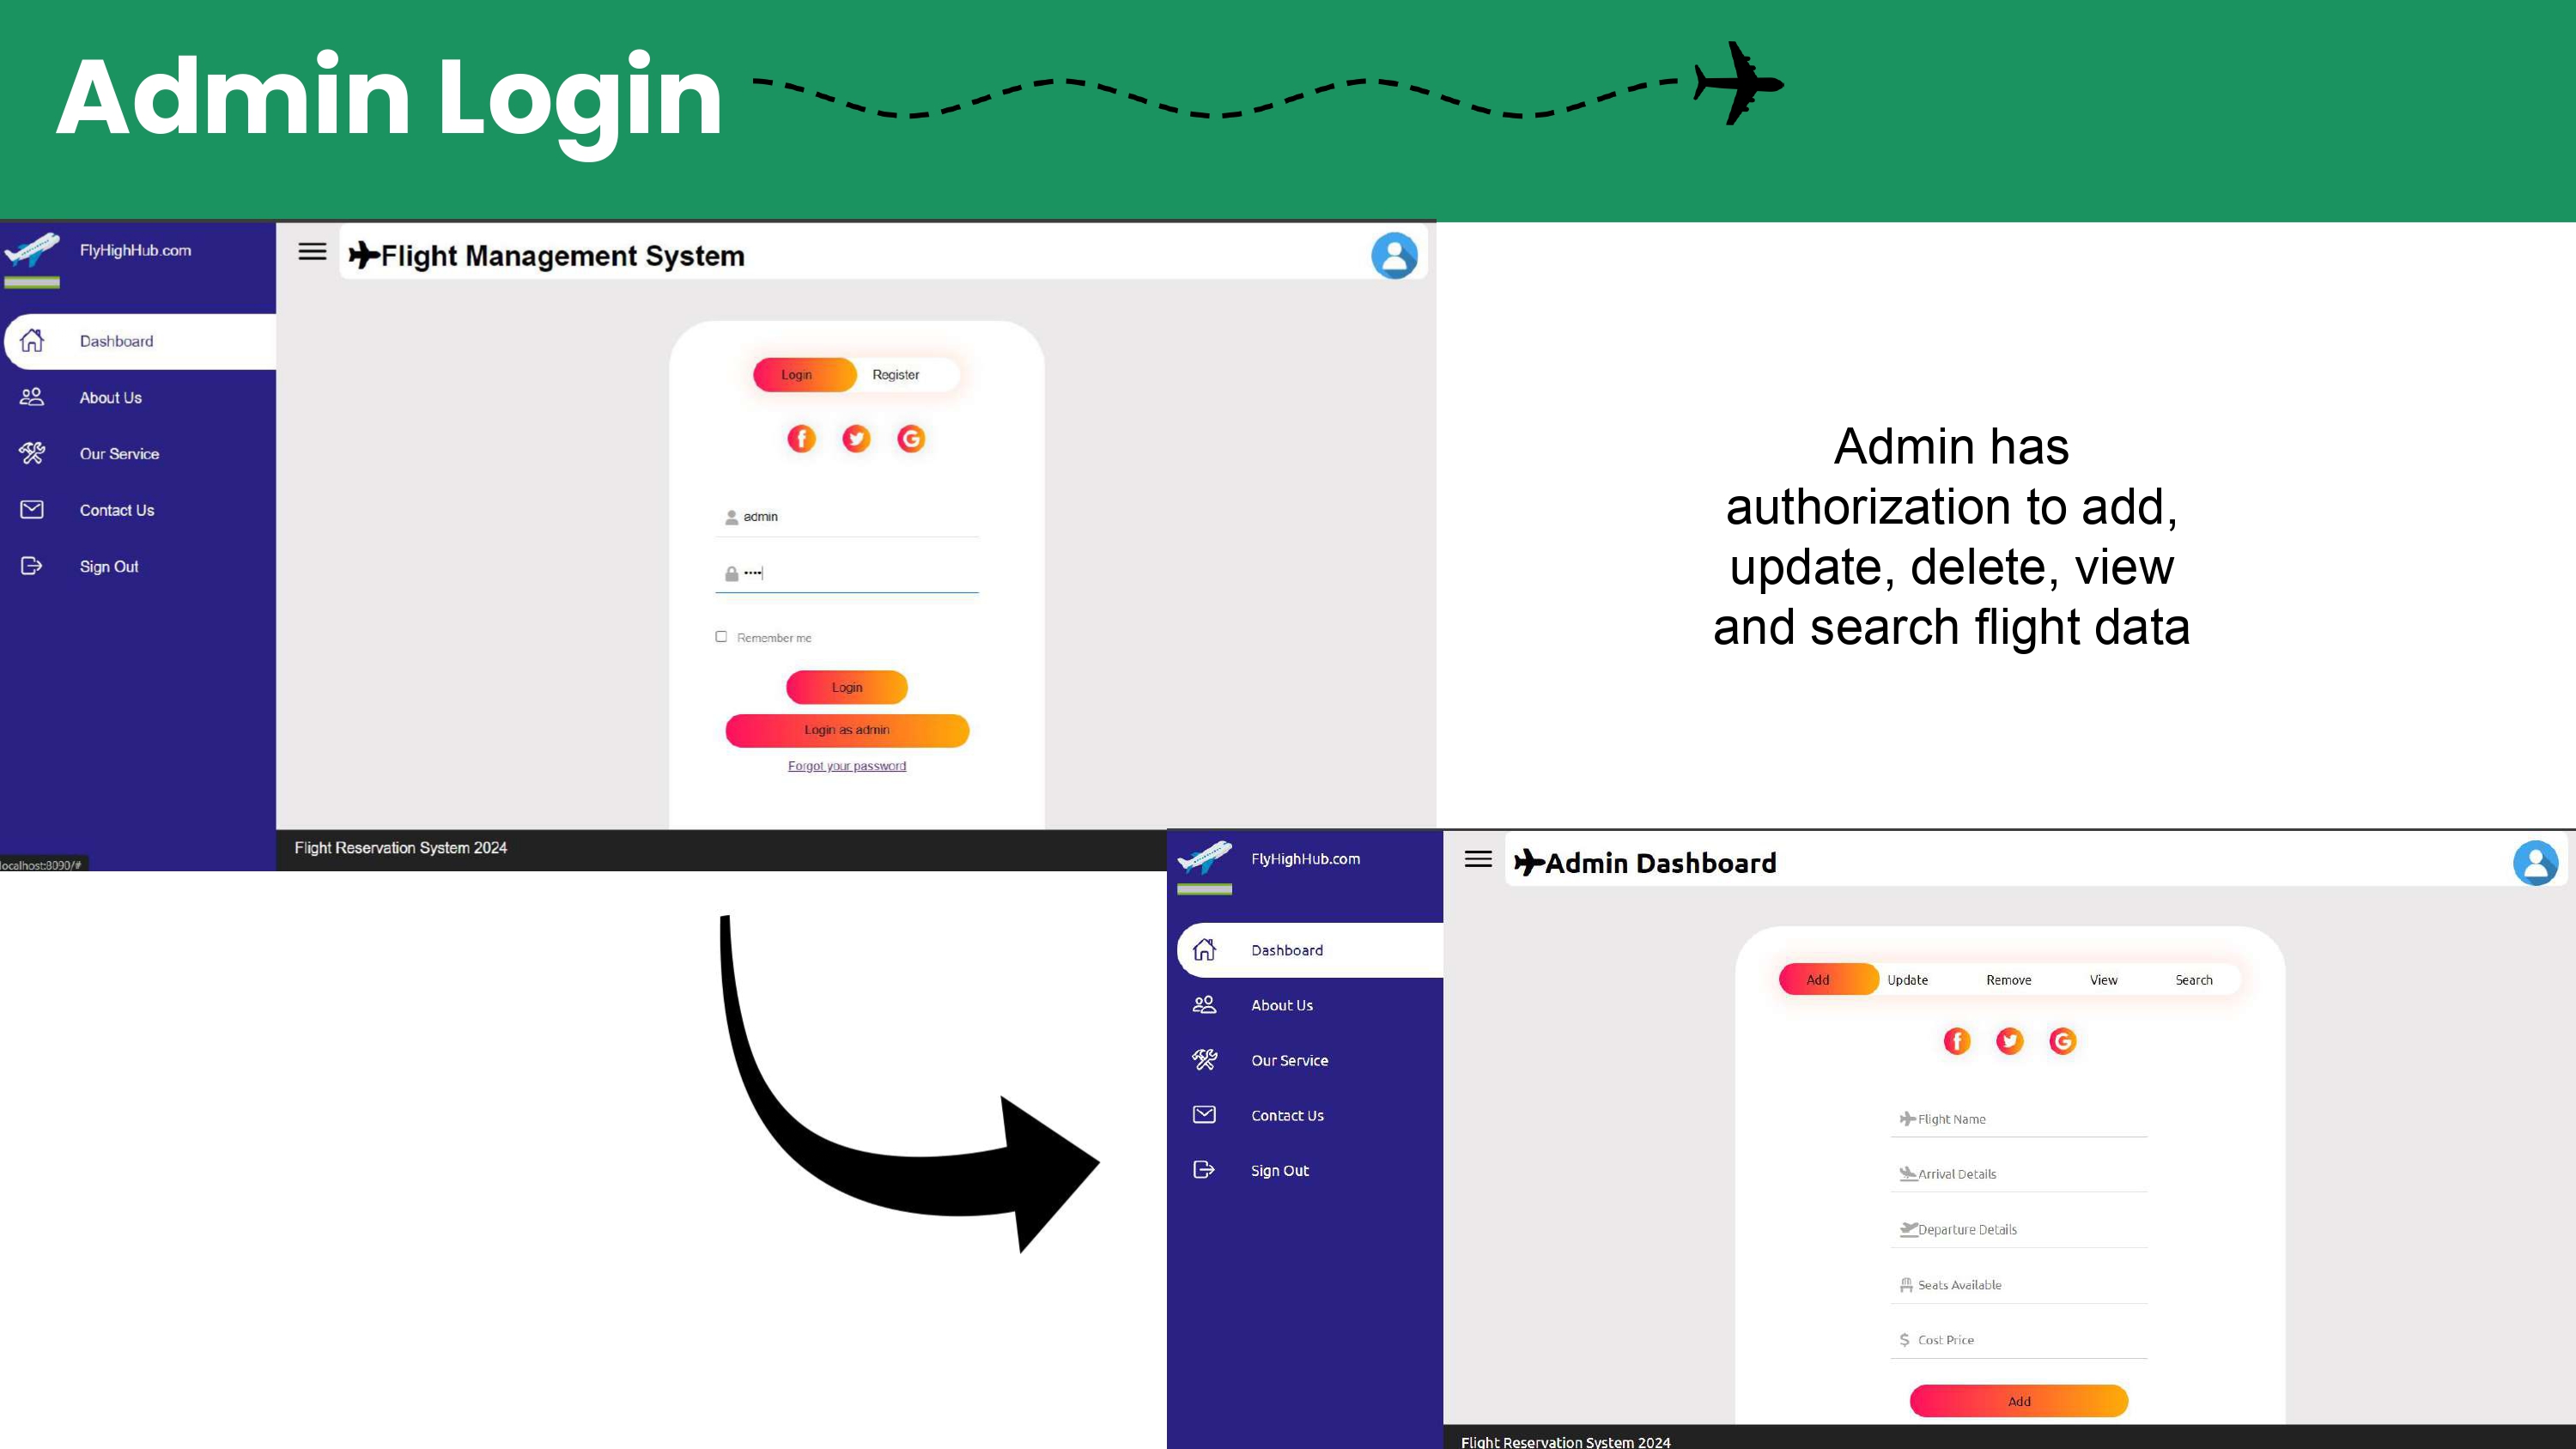 Admin Login
FlyHighHub.com
Flight Management System
Dashboard
About Us
Our Service
Contact Us
Sign Out
Login Register
admin
••••
Remember me
Login
Login as admin
Forgot your password
localhost:8090/#
Flight Reservation System 2024
Admin has
authorization to add,
update, delete, view
and search flight data
FlyHighHub.com
Admin Dashboard
Dashboard
About Us
Our Service
Contact Us
Sign Out
Add Update Remove View Search
Flight Name
Arrival Details
Departure Details
Seats Available
$ Cost Price
Add
Flight Reservation System 2024